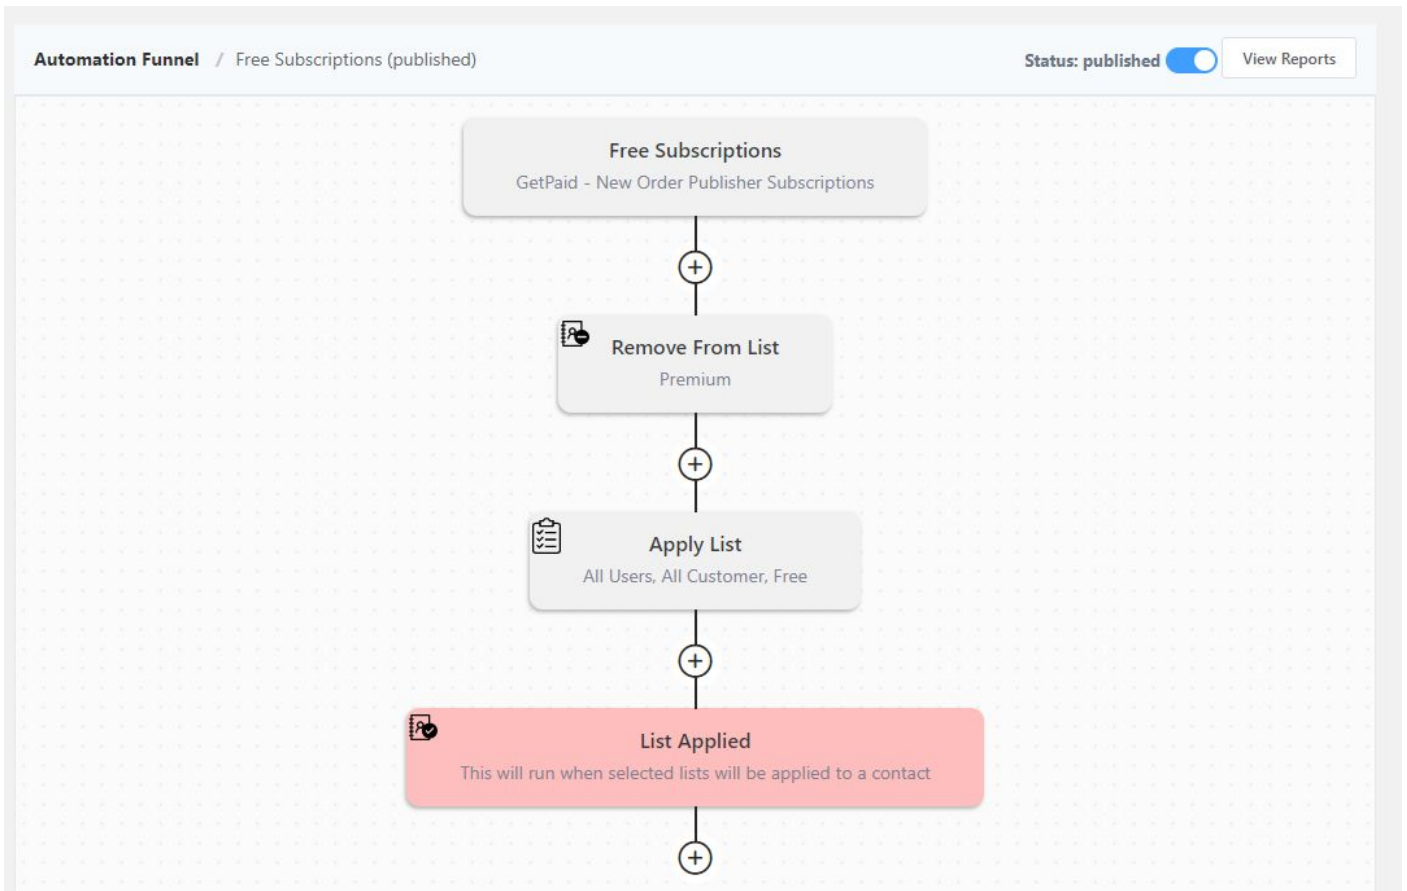 Automation Funnel / Free Subscriptions (published)
Status: published
View Reports
Free Subscriptions
GetPaid - New Order Publisher Subscriptions
Remove From List
Premium
Apply List
All Users, All Customer, Free
List Applied
This will run when selected lists will be applied to a contact